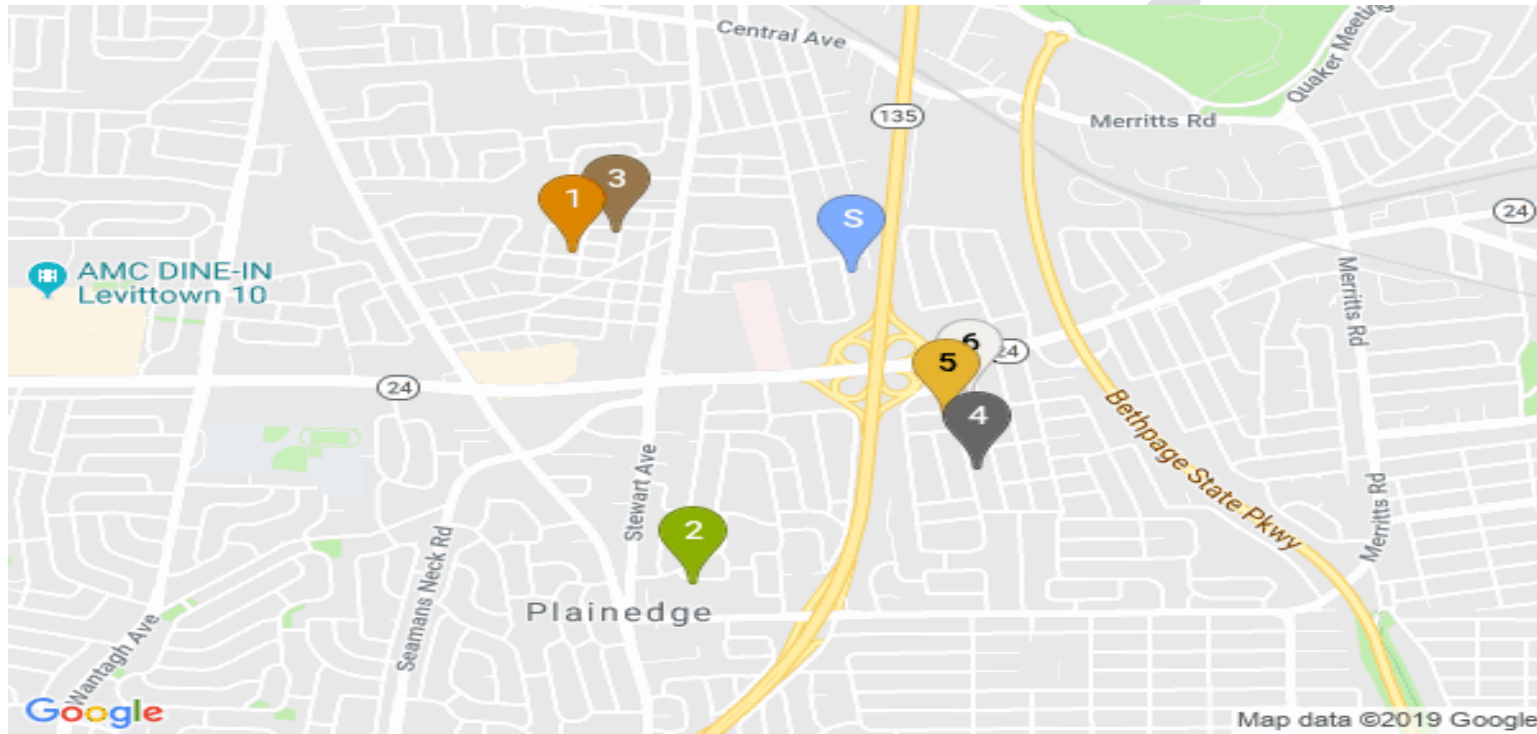 Central Ave
Quaker Meeting
135
Merritts Rd
3
1
S
24
AMC DINE-IN
Levittown 10
Merritts Rd
6
24
5
24
4
Bethpage State Pkwy
Stewart Ave
Merritts Rd
2
Seamans Neck Rd
Plainedge
Wantagh Ave
Google
Map data ©2019 Google